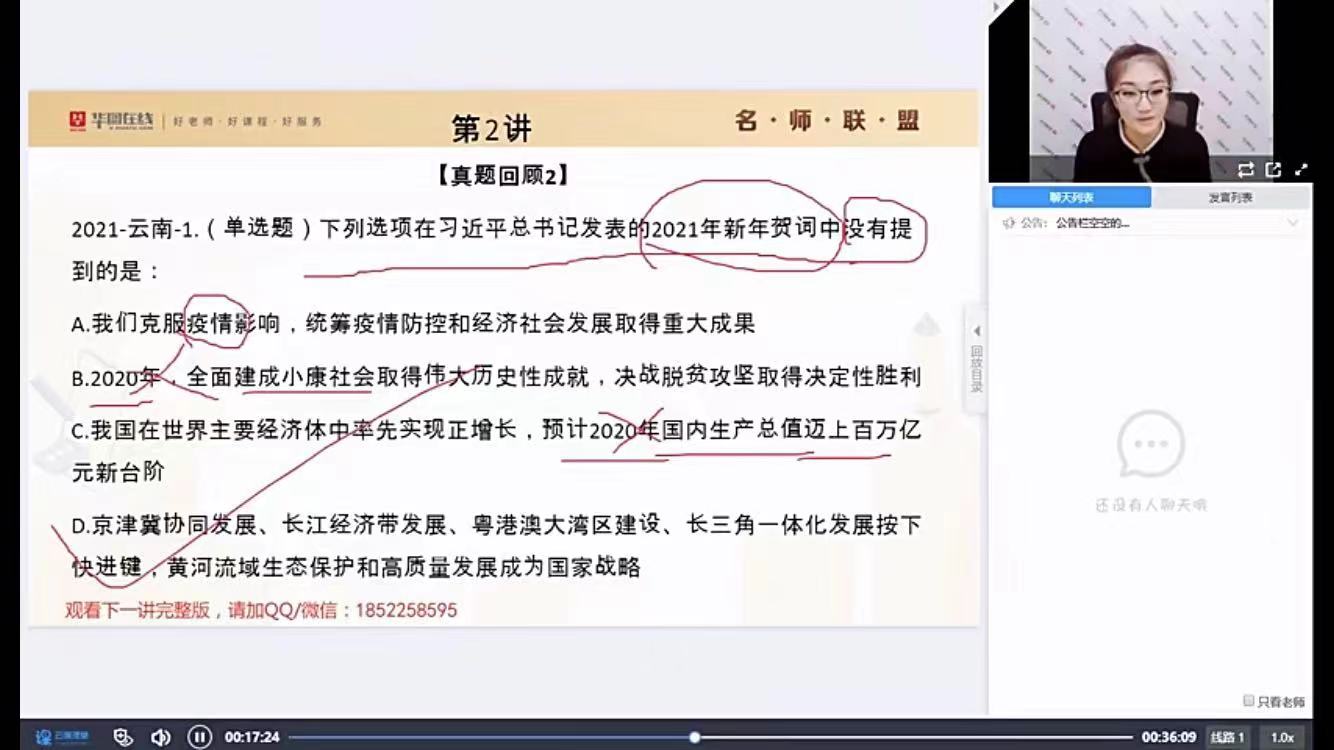 华图在线
好老师·好课程·好服务
第2讲
名·师·联·盟
【真题回顾2】
2021-云南-1.（单选题）下列选项在习近平总书记发表的2021年新年贺词中没有提
到的是：
A.我们克服疫情影响，统筹疫情防控和经济社会发展取得重大成果
B.2020年，全面建成小康社会取得伟大历史性成就，决战脱贫攻坚取得决定性胜利
C.我国在世界主要经济体中率先实现正增长，预计2020年国内生产总值迈上百万亿
元新台阶
D.京津冀协同发展、长江经济带发展、粤港澳大湾区建设、长三角一体化发展按下
快进键，黄河流域生态保护和高质量发展成为国家战略
观看下一讲完整版，请加QQ/微信：1852258595
聊天列表
发言列表
公告： 公告栏空空的...
回放目录
还没有人聊天哦
只看老师
00:17:24
00:36:09
线路 1
1.0x